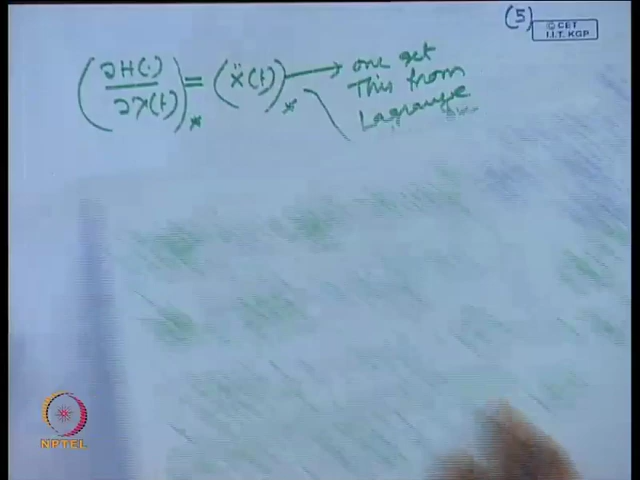 (5)
© CET
I.I.T. KGP
(∂H(·)/∂λ(t))* = (ẍ(t))* → one get
This from
Lagrange
NPTEL